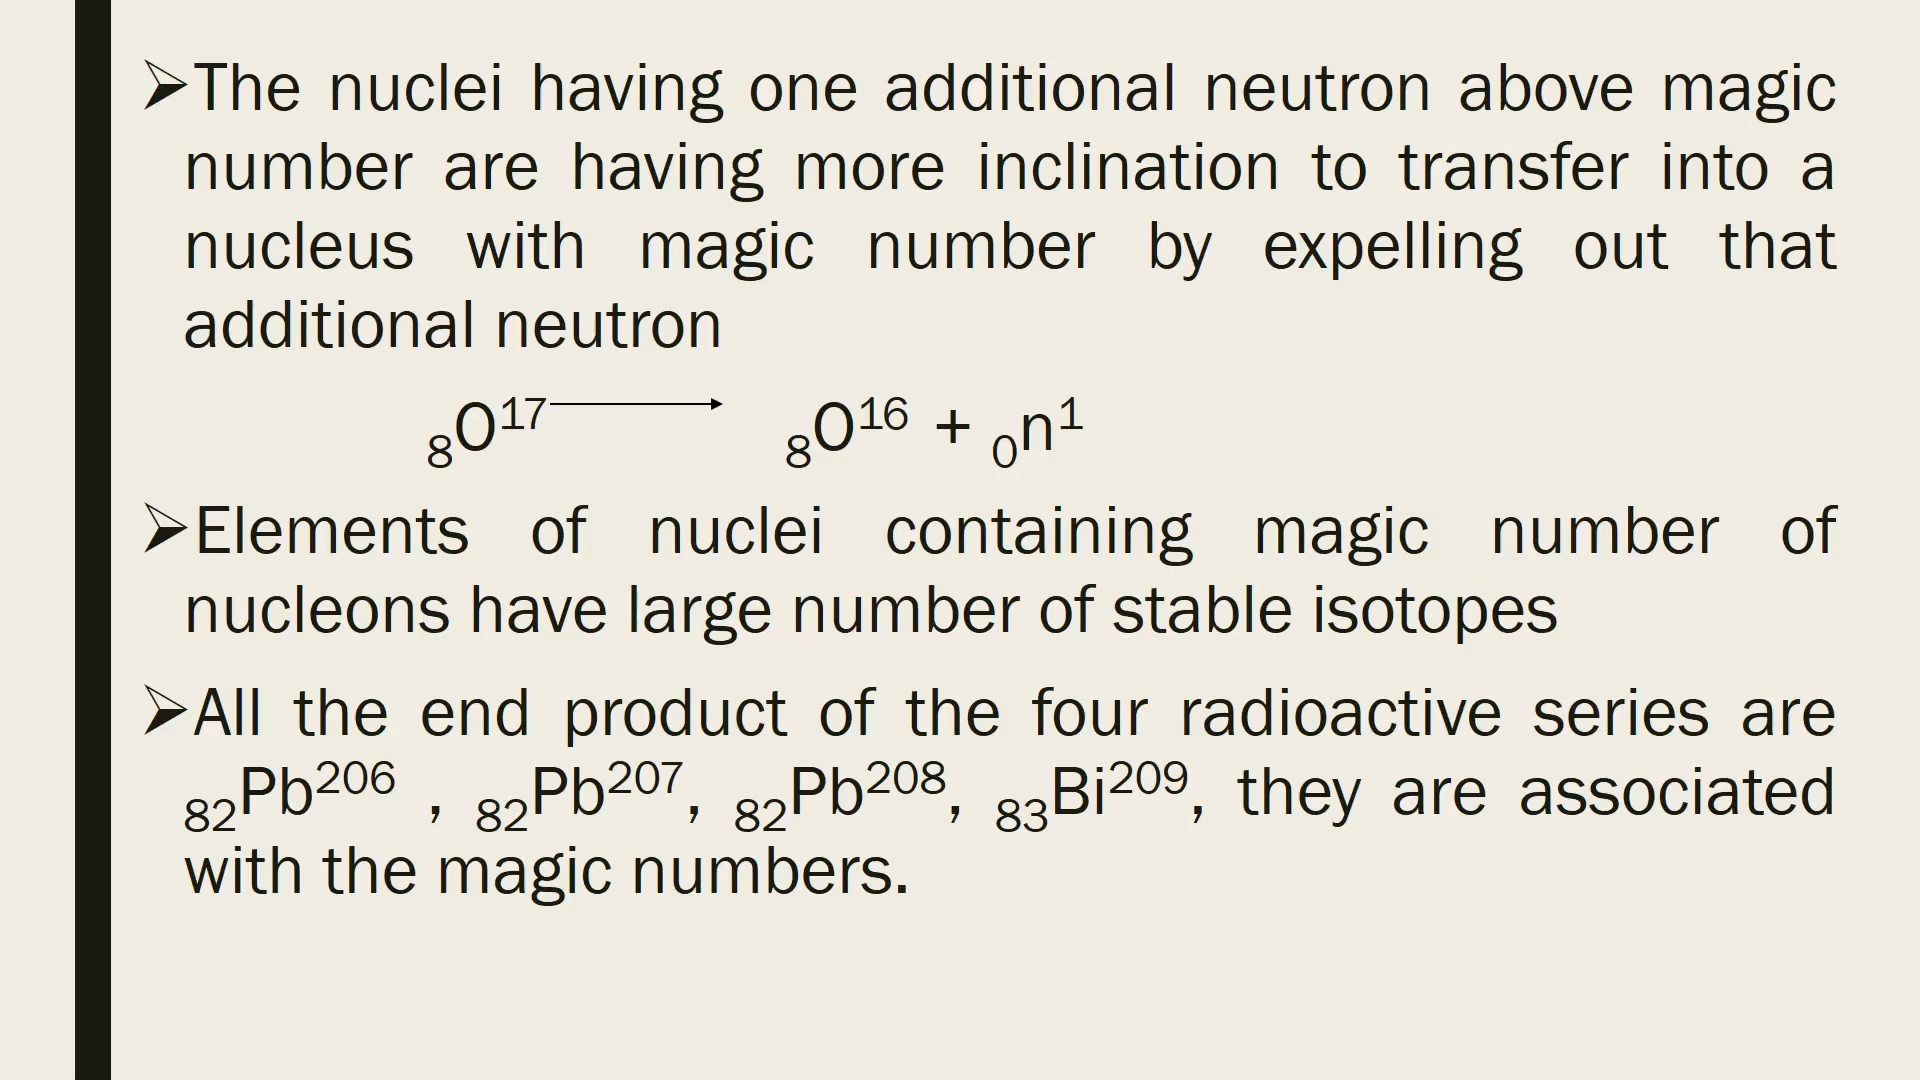 ➢The nuclei having one additional neutron above magic
number are having more inclination to transfer into a
nucleus with magic number by expelling out that
additional neutron
₈O¹⁷ ⟶ ₈O¹⁶ + ₀n¹
➢Elements of nuclei containing magic number of
nucleons have large number of stable isotopes
➢All the end product of the four radioactive series are
₈₂Pb²⁰⁶ , ₈₂Pb²⁰⁷, ₈₂Pb²⁰⁸, ₈₃Bi²⁰⁹, they are associated
with the magic numbers.